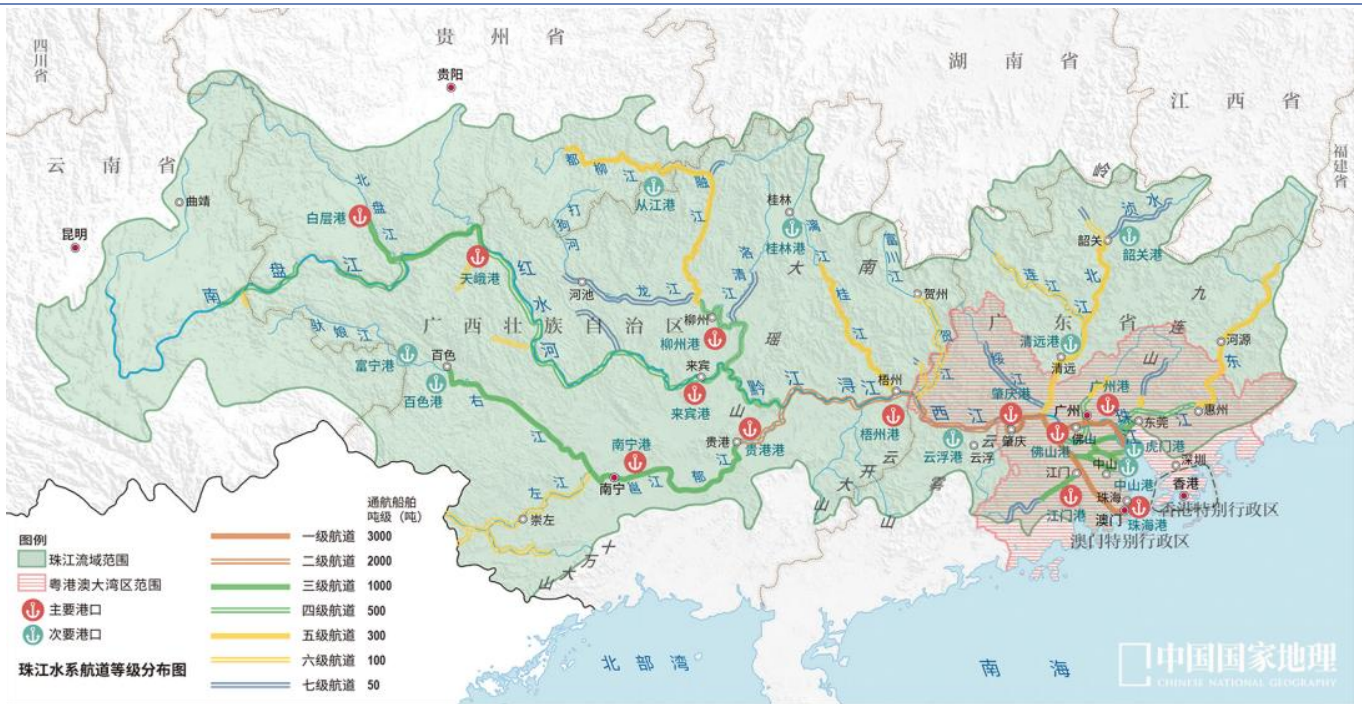 贵州省
湖南省
江西省
四川省
云南省
福建省
贵阳
昆明
曲靖
北盘江
白层港
南盘江
天峨港
红水河
都柳江
融江
从江港
打狗河
河池
龙江
洛清江
桂林
桂林港
漓江
桂江
富川江
贺州
贺江
大瑶山
南岭
韶关
韶关港
浈水
北江
连江
九连山
广西壮族自治区
广东省
驮娘江
富宁港
百色
百色港
右江
柳州
柳州港
来宾
来宾港
黔江
浔江
梧州
梧州港
西江
绥江
肇庆港
肇庆
清远港
清远
广州港
广州
珠江
东江
河源
惠州
东莞
虎门港
佛山
佛山港
贵港
贵港港
南宁港
南宁
邕江
郁江
左江
崇左
十万大山
云开大山
云雾山
云浮港
云浮
江门
江门港
中山
中山港
深圳
珠海
珠海港
香港
香港特别行政区
澳门
澳门特别行政区
北部湾
南海
图例
珠江流域范围
粤港澳大湾区范围
主要港口
次要港口
珠江水系航道等级分布图
通航船舶
吨级（吨）
一级航道 3000
二级航道 2000
三级航道 1000
四级航道 500
五级航道 300
六级航道 100
七级航道 50
中国国家地理
CHINESE NATIONAL GEOGRAPHY